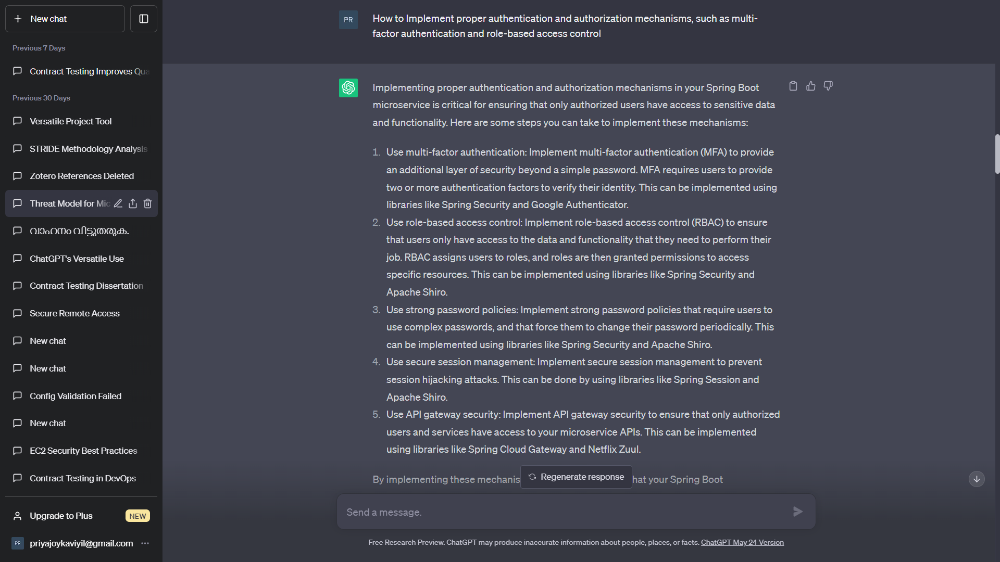 New chat
Previous 7 Days
Contract Testing Improves Qua
Previous 30 Days
Versatile Project Tool
STRIDE Methodology Analysis
Zotero References Deleted
Threat Model for Mic
വാഹനം വിട്ടുതരുക.
ChatGPT's Versatile Use
Contract Testing Dissertation
Secure Remote Access
New chat
New chat
Config Validation Failed
New chat
EC2 Security Best Practices
Contract Testing in DevOps
Upgrade to Plus NEW
PR priyajoykaviyil@gmail.com
PR
How to Implement proper authentication and authorization mechanisms, such as multi-
factor authentication and role-based access control
Implementing proper authentication and authorization mechanisms in your Spring Boot
microservice is critical for ensuring that only authorized users have access to sensitive data
and functionality. Here are some steps you can take to implement these mechanisms:
1. Use multi-factor authentication: Implement multi-factor authentication (MFA) to provide
an additional layer of security beyond a simple password. MFA requires users to provide
two or more authentication factors to verify their identity. This can be implemented using
libraries like Spring Security and Google Authenticator.
2. Use role-based access control: Implement role-based access control (RBAC) to ensure
that users only have access to the data and functionality that they need to perform their
job. RBAC assigns users to roles, and roles are then granted permissions to access
specific resources. This can be implemented using libraries like Spring Security and
Apache Shiro.
3. Use strong password policies: Implement strong password policies that require users to
use complex passwords, and that force them to change their password periodically. This
can be implemented using libraries like Spring Security and Apache Shiro.
4. Use secure session management: Implement secure session management to prevent
session hijacking attacks. This can be done by using libraries like Spring Session and
Apache Shiro.
5. Use API gateway security: Implement API gateway security to ensure that only authorized
users and services have access to your microservice APIs. This can be implemented
using libraries like Spring Cloud Gateway and Netflix Zuul.
By implementing these mechanis
Regenerate response
hat your Spring Boot
Send a message.
Free Research Preview. ChatGPT may produce inaccurate information about people, places, or facts. ChatGPT May 24 Version